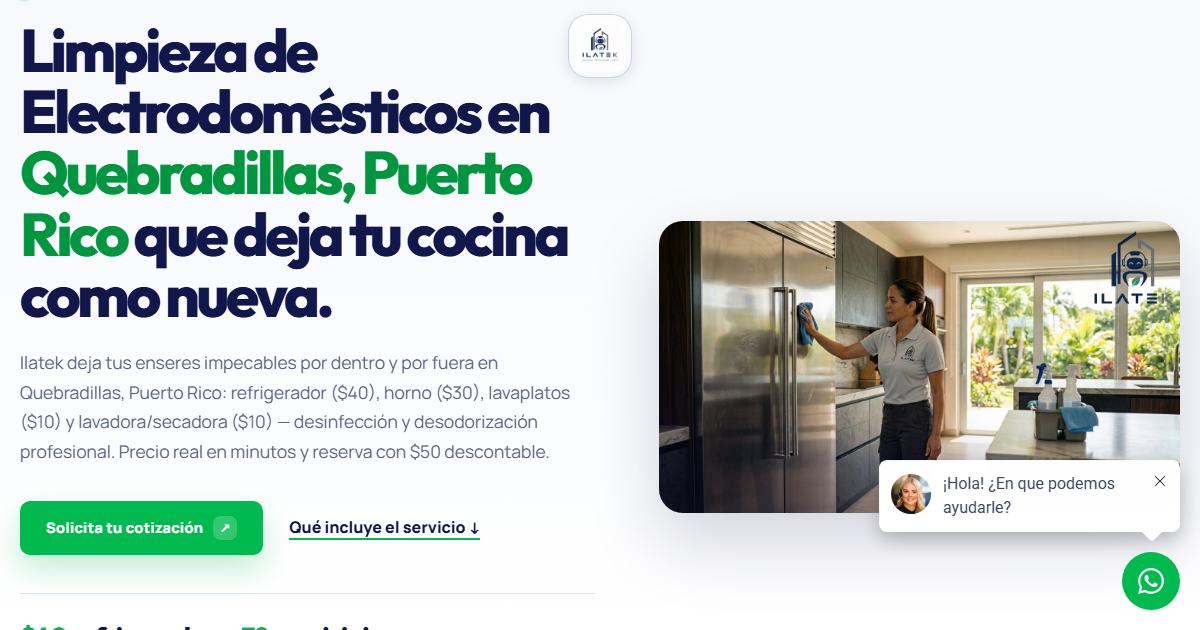 ILATEK
Limpieza de
Electrodomésticos en
Quebradillas, Puerto
Rico que deja tu cocina
como nueva.
Ilatek deja tus enseres impecables por dentro y por fuera en
Quebradillas, Puerto Rico: refrigerador ($40), horno ($30), lavaplatos
($10) y lavadora/secadora ($10) — desinfección y desodorización
profesional. Precio real en minutos y reserva con $50 descontable.
Solicita tu cotización ↗
Qué incluye el servicio ↓
ILATEK
¡Hola! ¿En que podemos
ayudarle?